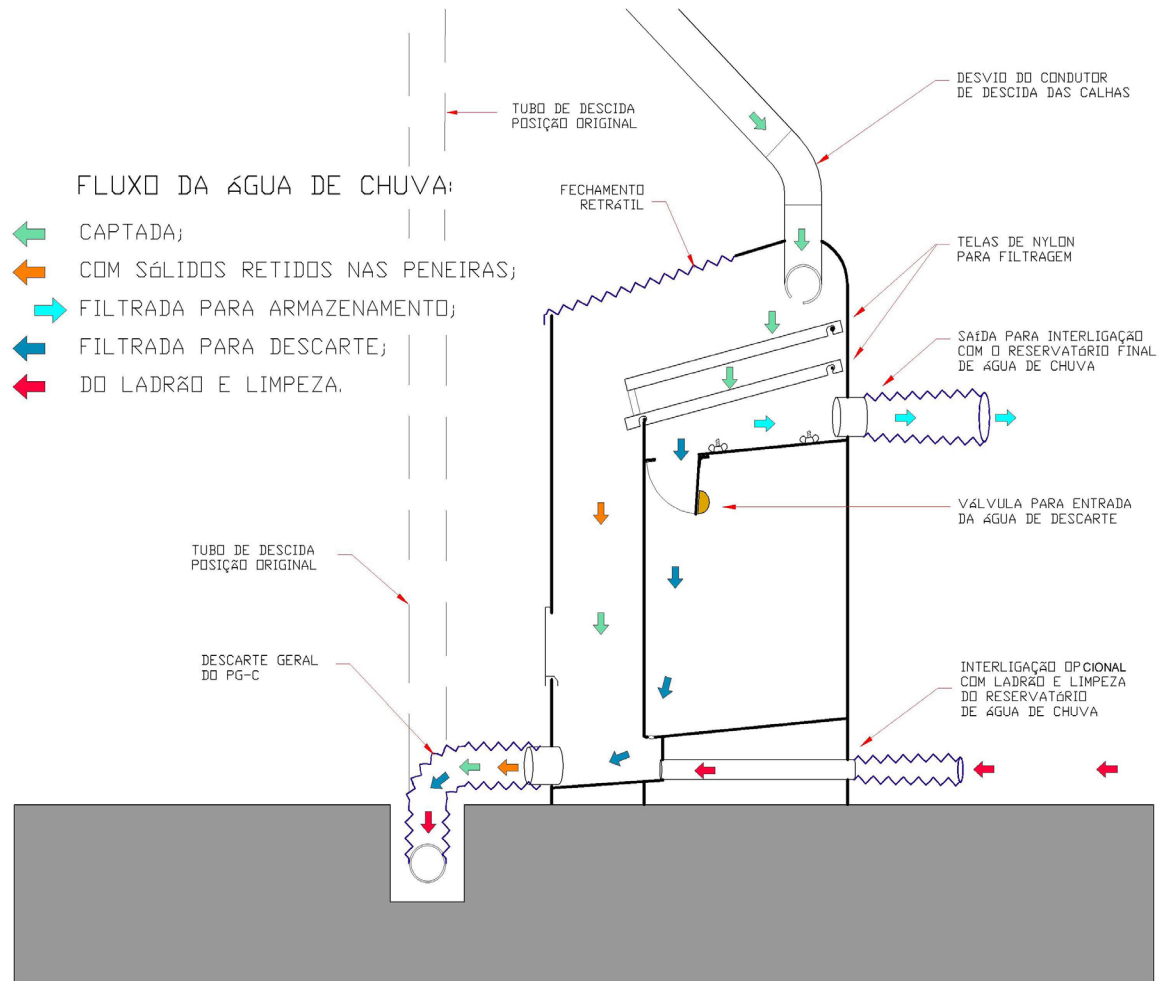 DESVIO DO CONDUTOR
DE DESCIDA DAS CALHAS
TUBO DE DESCIDA
POSIÇÃO ORIGINAL
FLUXO DA áGUA DE CHUVA:
CAPTADA;
COM SóLIDOS RETIDOS NAS PENEIRAS;
FILTRADA PARA ARMAZENAMENTO;
FILTRADA PARA DESCARTE;
DO LADRÃO E LIMPEZA.
FECHAMENTO
RETRáTIL
TELAS DE NYLON
PARA FILTRAGEM
SAíDA PARA INTERLIGAÇÃO
COM O RESERVATóRIO FINAL
DE áGUA DE CHUVA
VáLVULA PARA ENTRADA
DA áGUA DE DESCARTE
TUBO DE DESCIDA
POSIÇÃO ORIGINAL
DESCARTE GERAL
DO PG-C
INTERLIGAÇÃO OPCIONAL
COM LADRÃO E LIMPEZA
DO RESERVATóRIO
DE áGUA DE CHUVA